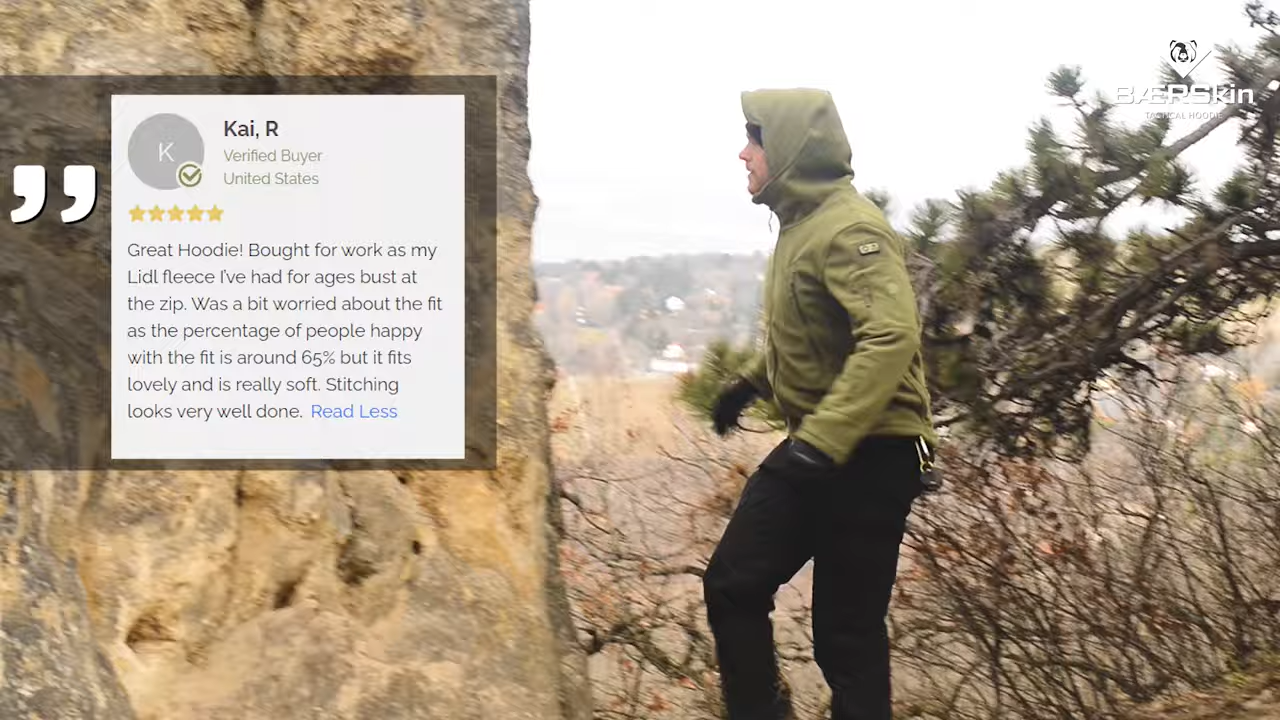 BÆRSkin
TACTICAL HOODIE
”
K
Kai, R
Verified Buyer
United States
Great Hoodie! Bought for work as my
Lidl fleece I've had for ages bust at
the zip. Was a bit worried about the fit
as the percentage of people happy
with the fit is around 65% but it fits
lovely and is really soft. Stitching
looks very well done. Read Less